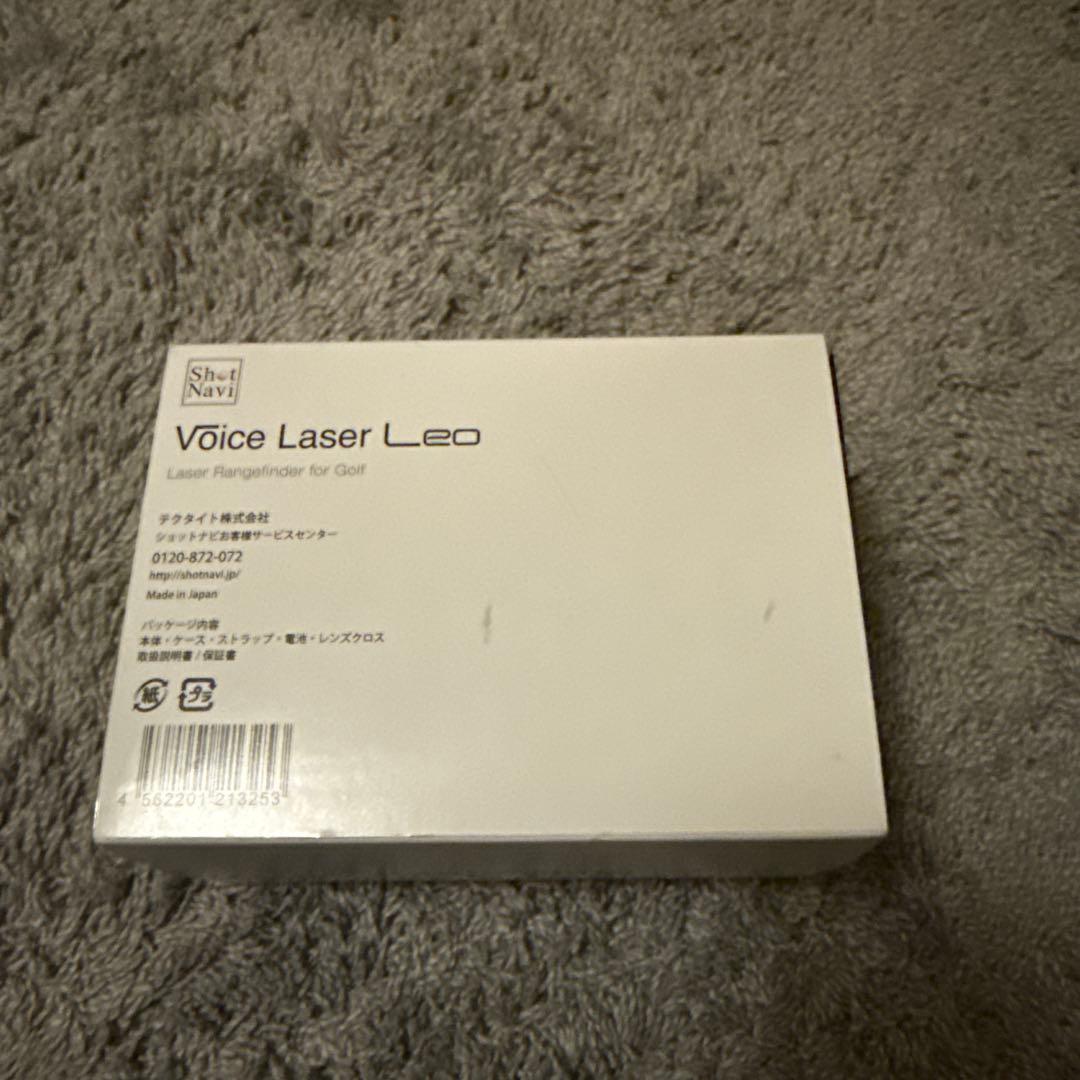 Shot
Navi
Voice Laser Leo
Laser Rangefinder for Golf
テクタイト株式会社
ショットナビお客様サービスセンター
0120-872-072
http://shotnavi.jp/
Made in Japan
パッケージ内容
本体・ケース・ストラップ・電池・レンズクロス
取扱説明書 / 保証書
紙 プラ
4 562201 213253